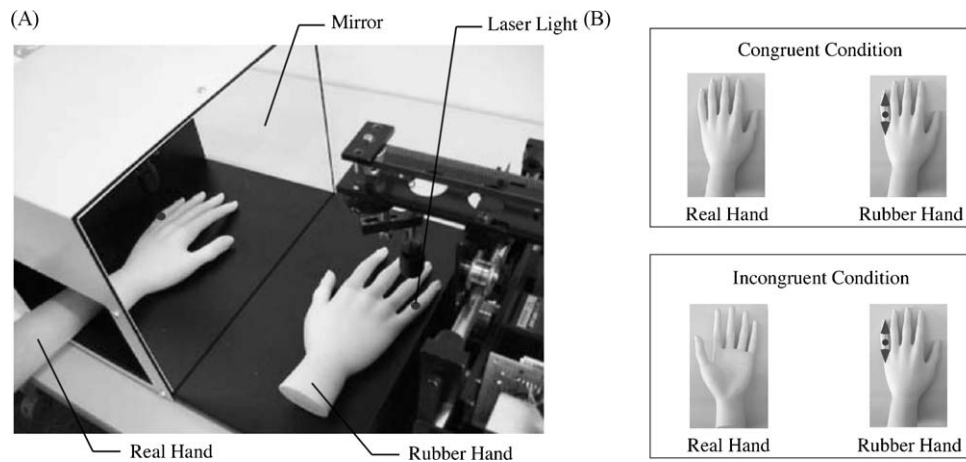 (A)
Mirror
Laser Light
Real Hand
Rubber Hand
(B)
Congruent Condition
Real Hand
Rubber Hand
Incongruent Condition
Real Hand
Rubber Hand